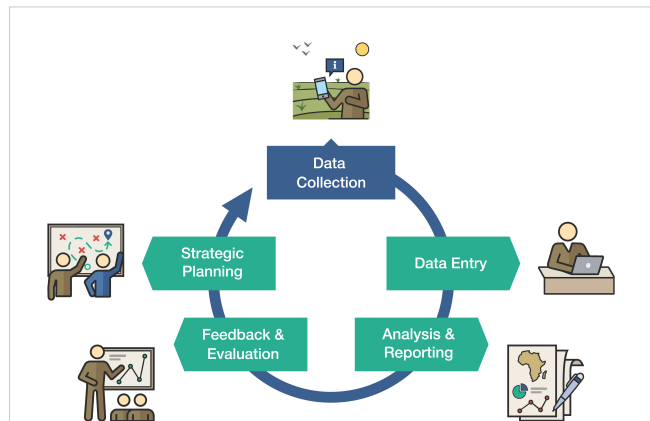 i
Data
Collection
Strategic
Planning
Data Entry
Feedback &
Evaluation
Analysis &
Reporting